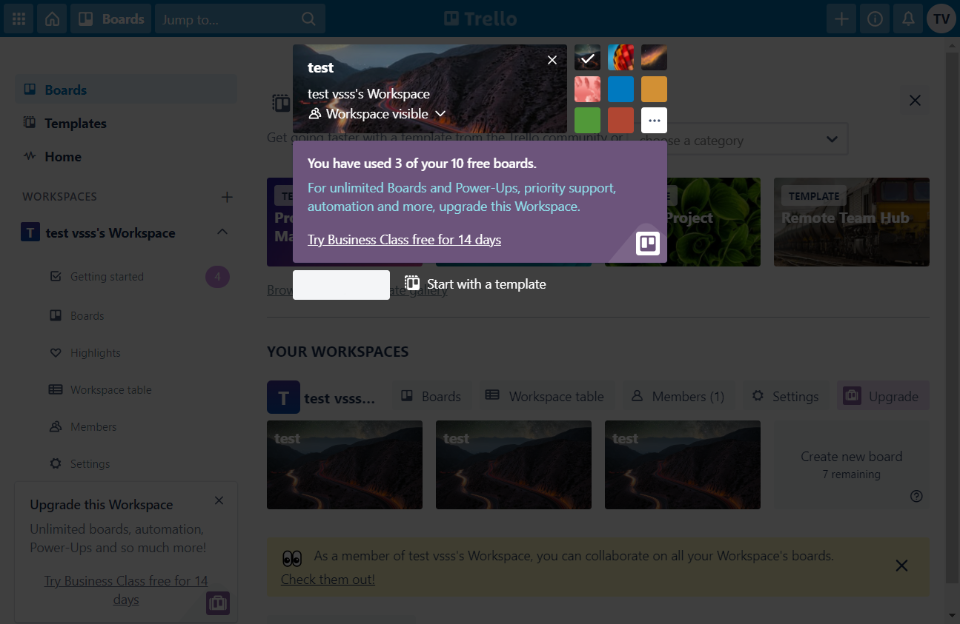 Boards
Jump to...
Trello
TV
Boards
Templates
Home
WORKSPACES
T
test vsss's Workspace
Getting started
4
Boards
Highlights
Workspace table
Members
Settings
Upgrade this Workspace
Unlimited boards, automation,
Power-Ups and so much more!
Try Business Class free for 14
days
test
test vsss's Workspace
Workspace visible
You have used 3 of your 10 free boards.
For unlimited Boards and Power-Ups, priority support,
automation and more, upgrade this Workspace.
Try Business Class free for 14 days
Start with a template
Get going faster with a template from the Trello community or
choose a category
TEMPLATE
Project
TEMPLATE
Remote Team Hub
gallery
YOUR WORKSPACES
T
test vsss...
Boards
Workspace table
Members (1)
Settings
Upgrade
test
test
test
Create new board
7 remaining
As a member of test vsss's Workspace, you can collaborate on all your Workspace's boards.
Check them out!